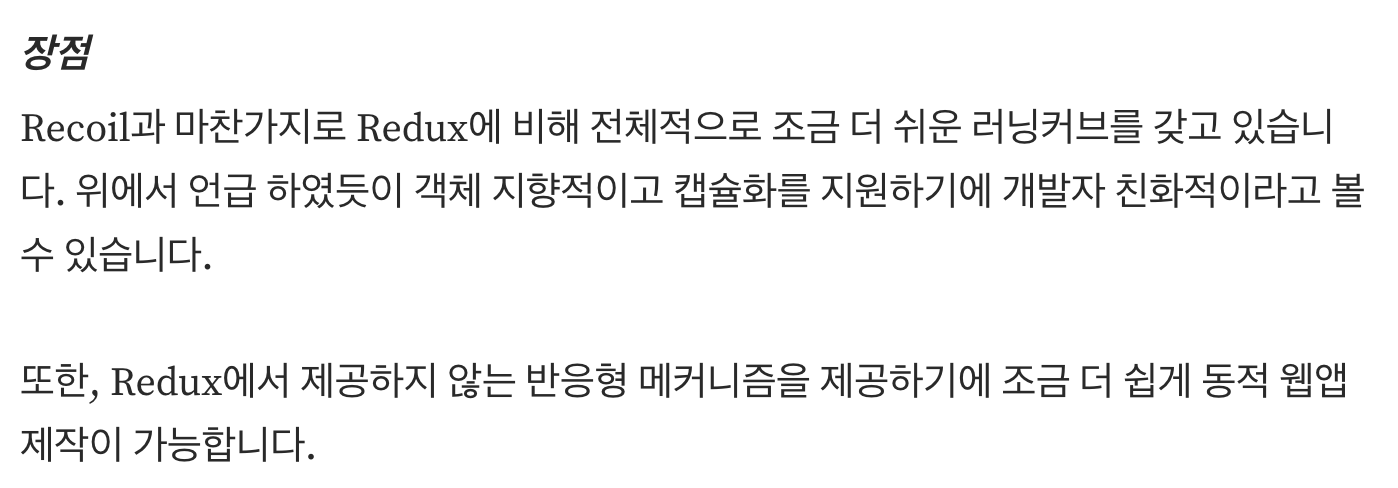 장점
Recoil과 마찬가지로 Redux에 비해 전체적으로 조금 더 쉬운 러닝커브를 갖고 있습니
다. 위에서 언급 하였듯이 객체 지향적이고 캡슐화를 지원하기에 개발자 친화적이라고 볼
수 있습니다.
또한, Redux에서 제공하지 않는 반응형 메커니즘을 제공하기에 조금 더 쉽게 동적 웹앱
제작이 가능합니다.